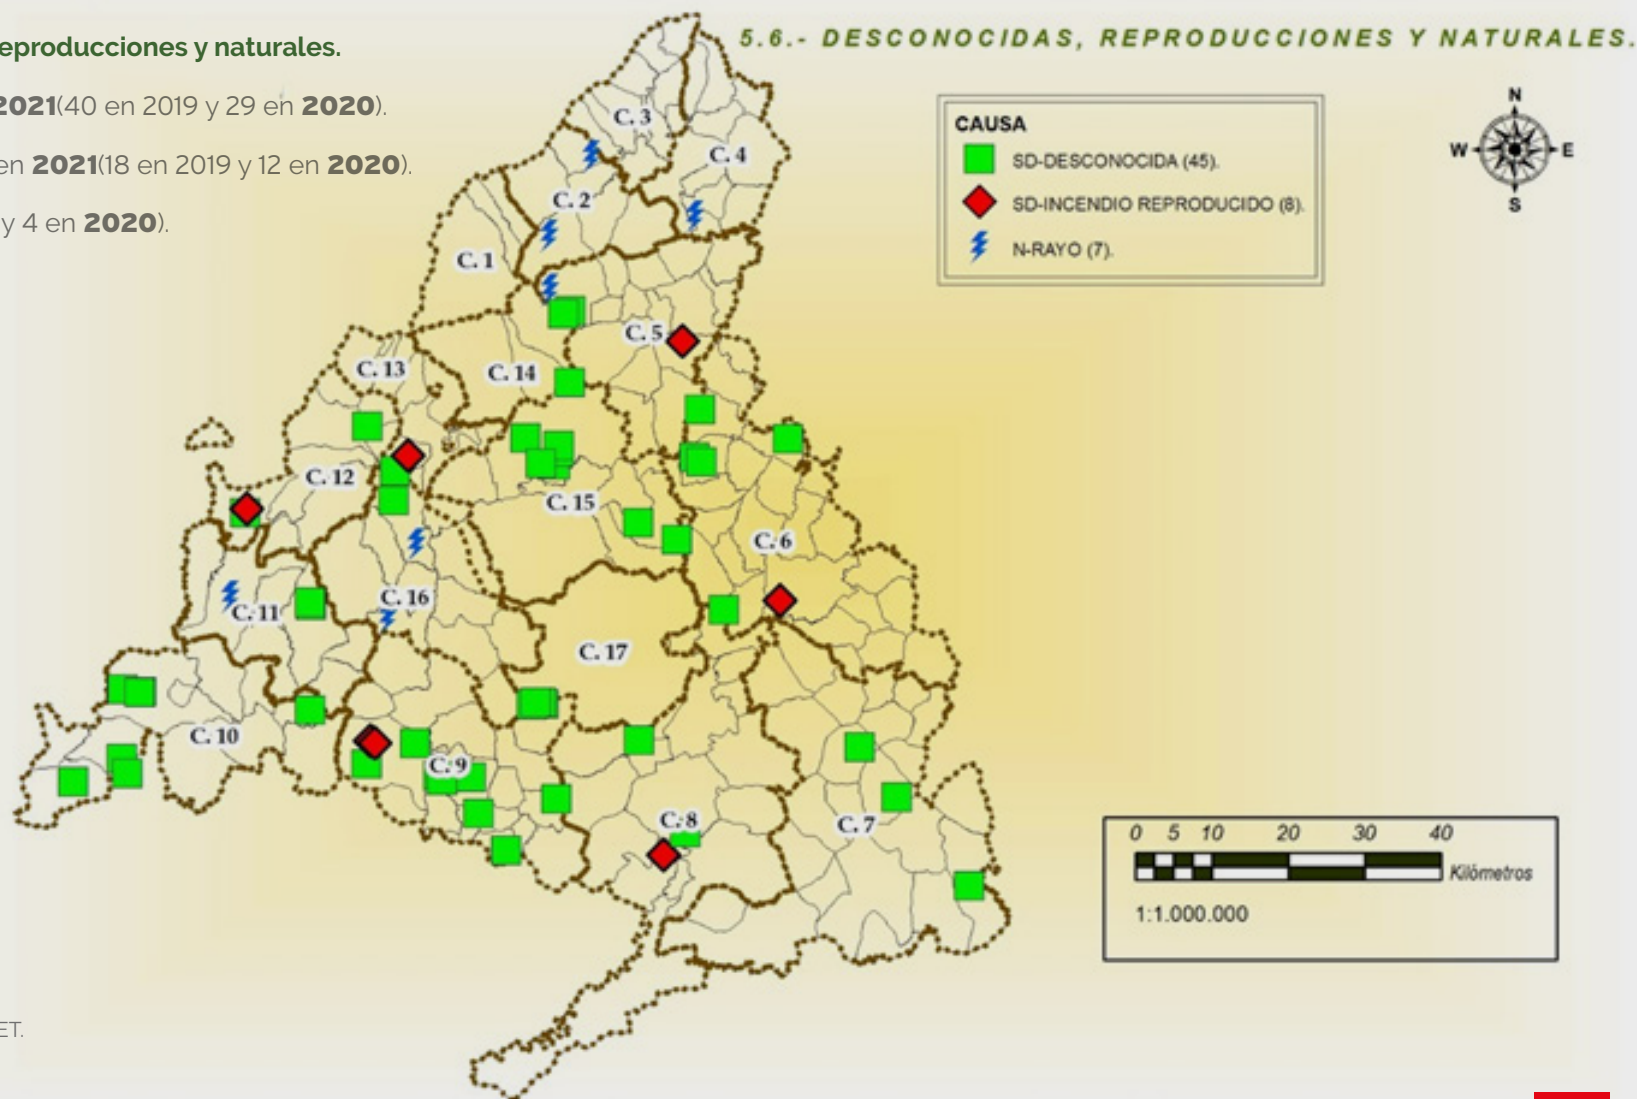 eproducciones y naturales.
5.6.- DESCONOCIDAS, REPRODUCCIONES Y NATURALES.
2021(40 en 2019 y 29 en 2020).
en 2021(18 en 2019 y 12 en 2020).
y 4 en 2020).
CAUSA
SD-DESCONOCIDA (45).
SD-INCENDIO REPRODUCIDO (8).
N-RAYO (7).
N
W E
S
C. 3
C. 4
C. 2
C. 1
C. 5
C. 13
C. 14
C. 12
C. 15
C. 6
C. 16
C. 11
C. 17
C. 10
C. 9
C. 8
C. 7
0 5 10 20 30 40
Kilòmetros
1:1.000.000
ET.